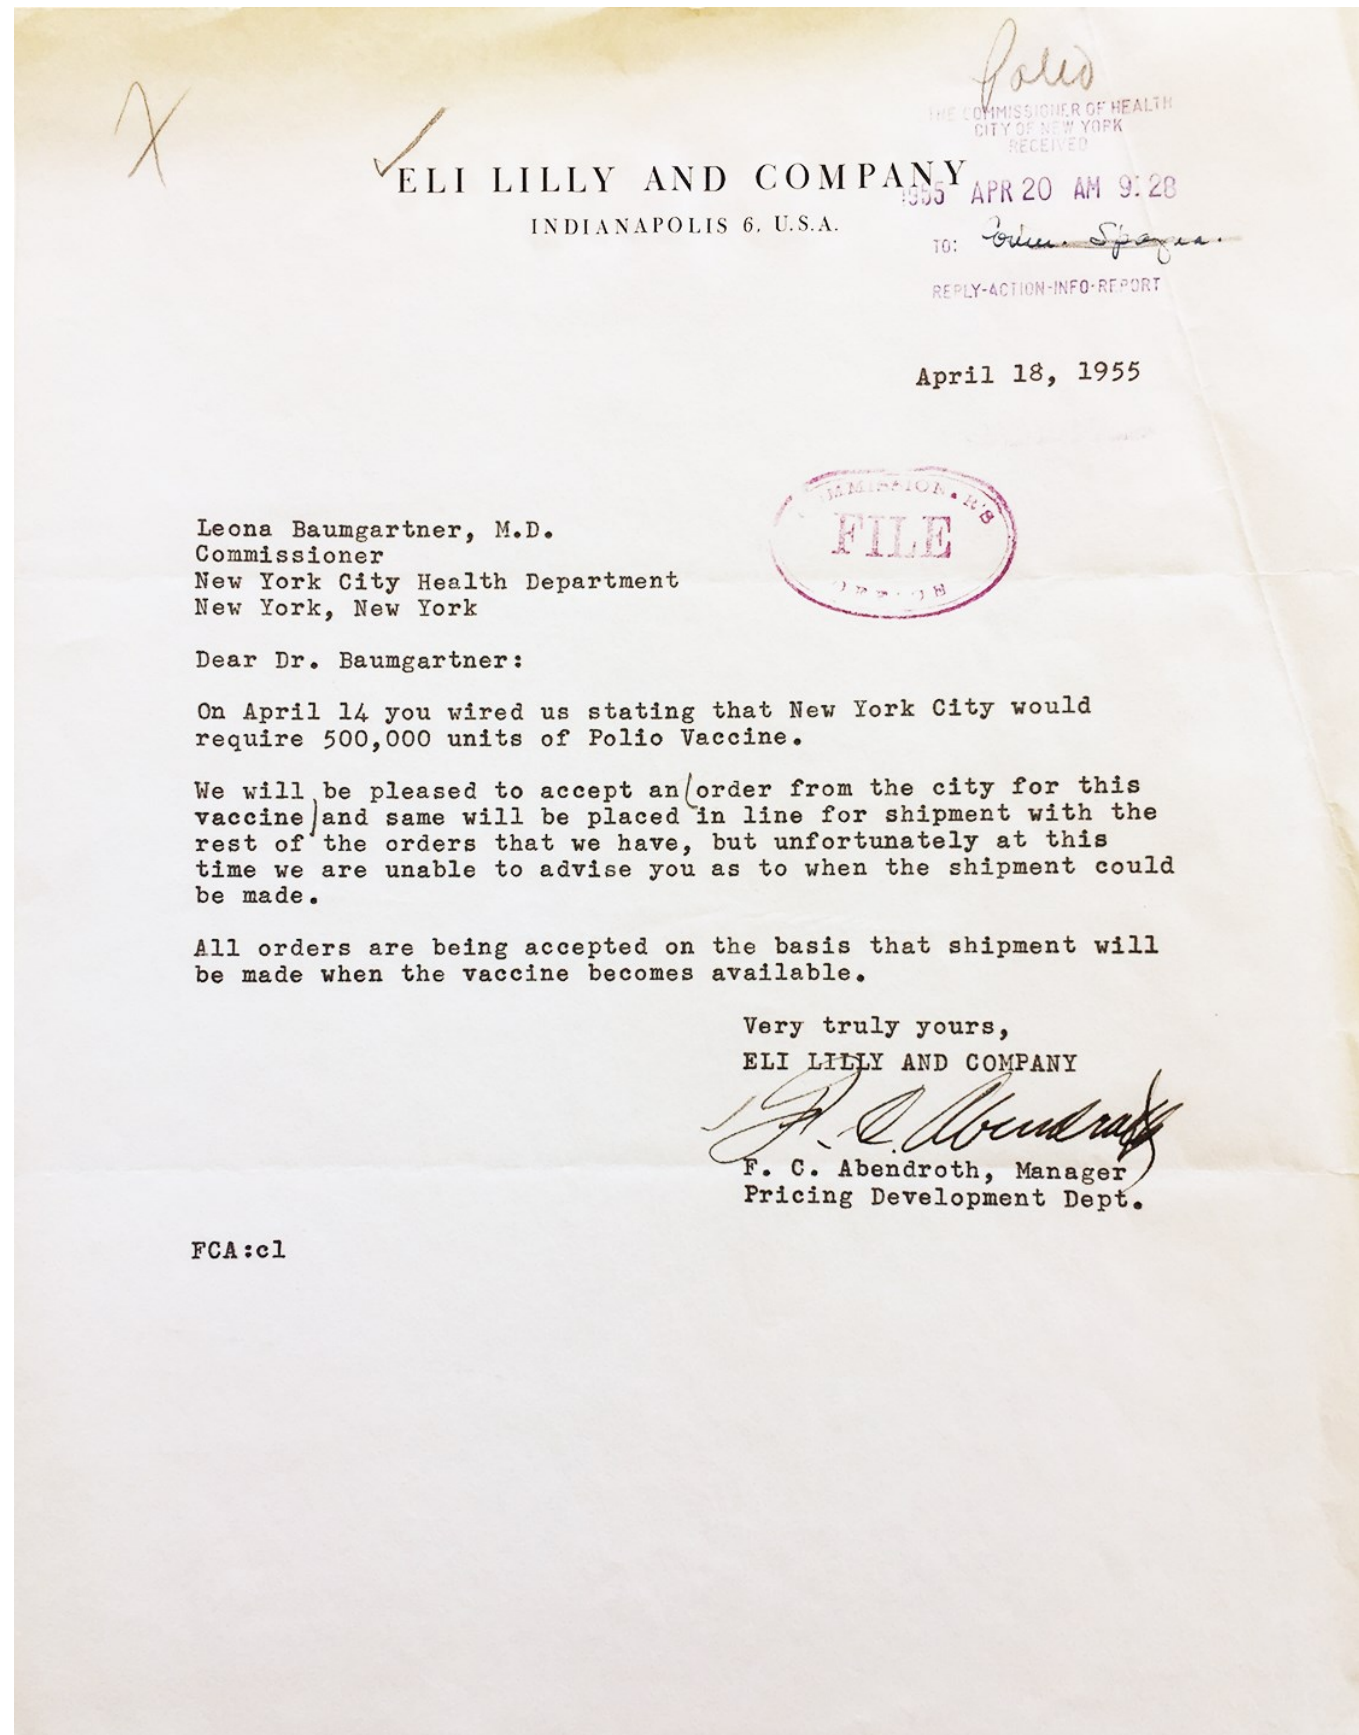 Polio
THE COMMISSIONER OF HEALTH
CITY OF NEW YORK
RECEIVED
ELI LILLY AND COMPANY
1955 APR 20 AM 9:28
INDIANAPOLIS 6, U.S.A.
TO:
REPLY-ACTION-INFO-REPORT
April 18, 1955
COMMISSIONER'S
FILE
OFFICE
Leona Baumgartner, M.D.
Commissioner
New York City Health Department
New York, New York
Dear Dr. Baumgartner:
On April 14 you wired us stating that New York City would
require 500,000 units of Polio Vaccine.
We will be pleased to accept an order from the city for this
vaccine and same will be placed in line for shipment with the
rest of the orders that we have, but unfortunately at this
time we are unable to advise you as to when the shipment could
be made.
All orders are being accepted on the basis that shipment will
be made when the vaccine becomes available.
Very truly yours,
ELI LILLY AND COMPANY
F. C. Abendroth
F. C. Abendroth, Manager
Pricing Development Dept.
FCA:cl